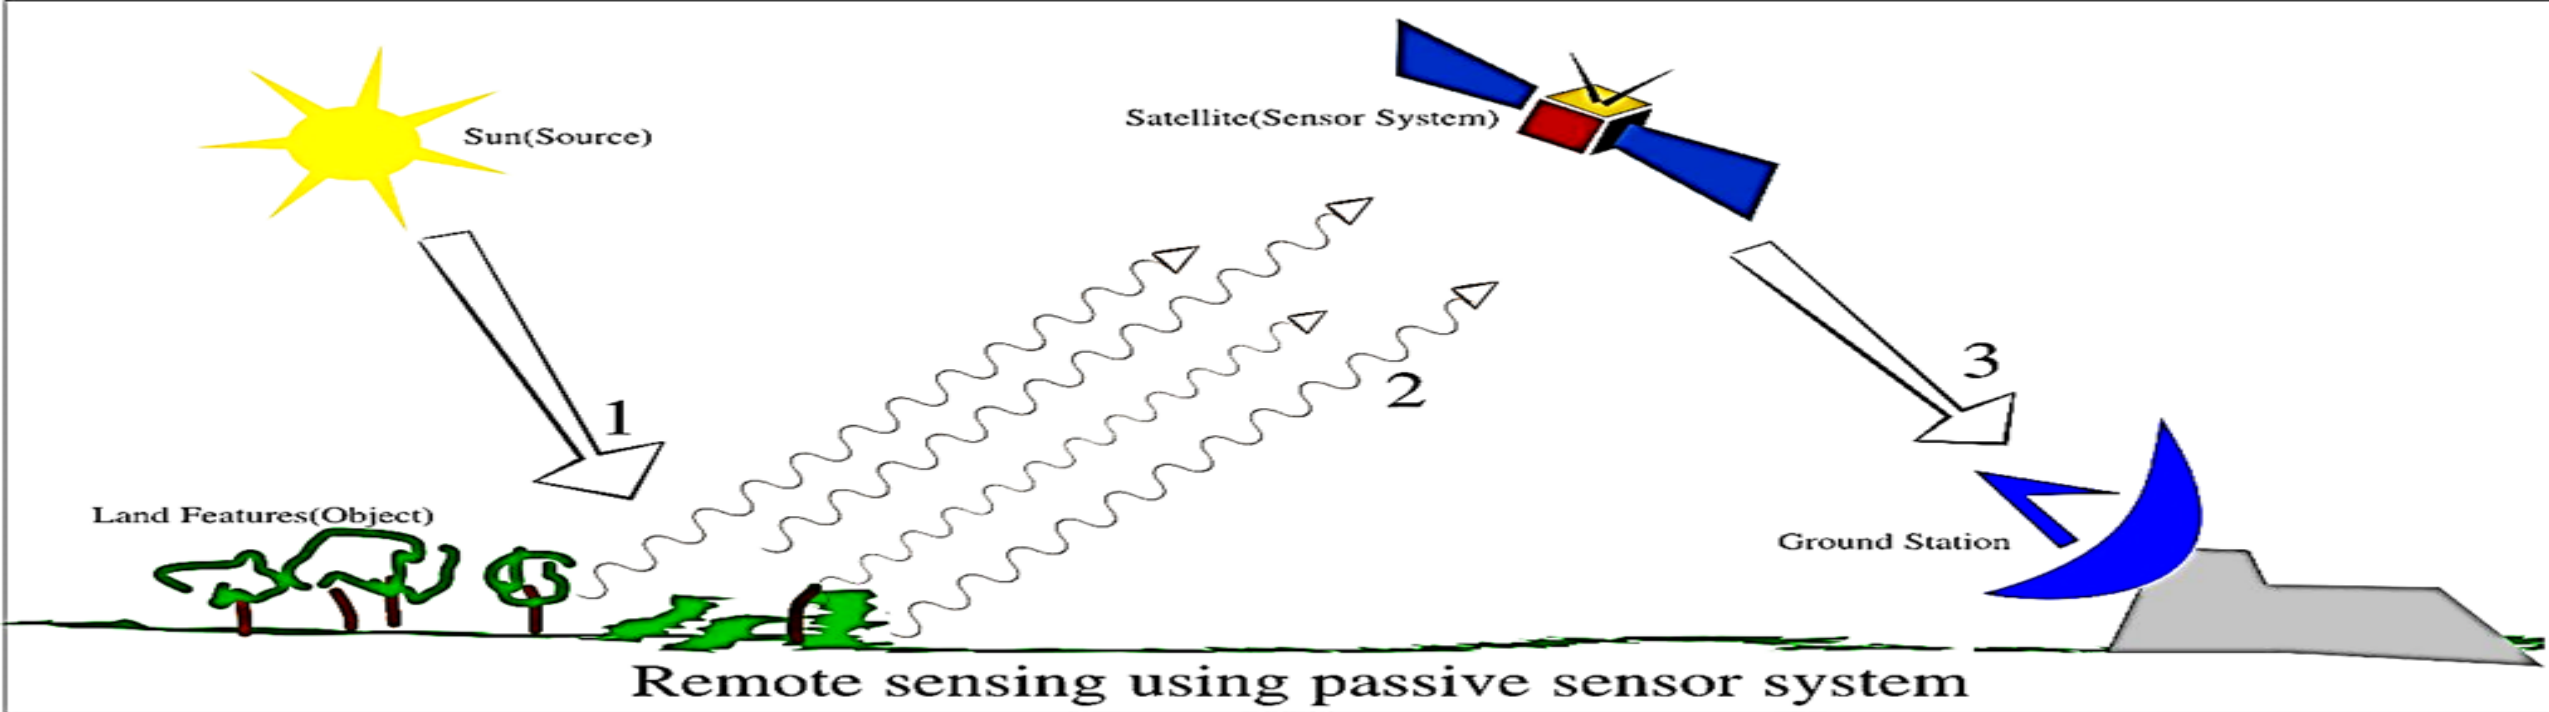 Sun(Source)
Satellite(Sensor System)
1
2
3
Land Features(Object)
Ground Station
Remote sensing using passive sensor system